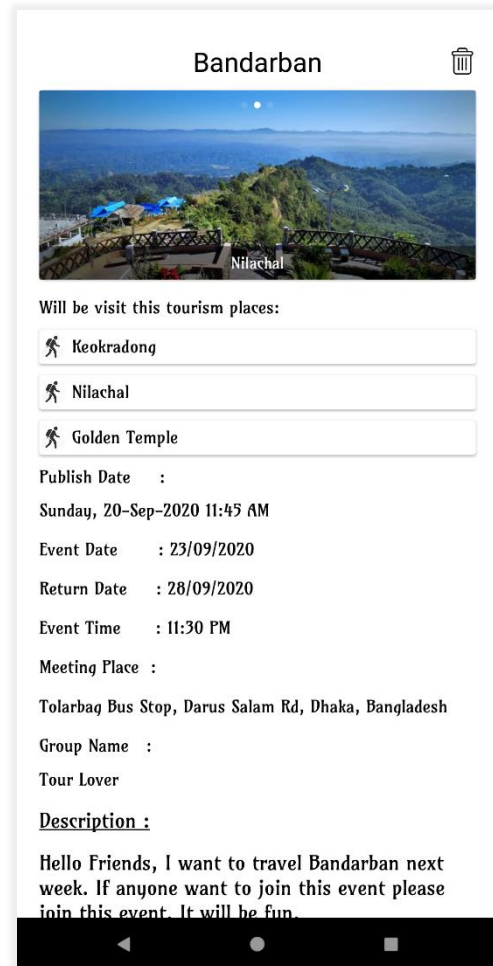 Bandarban
Nilachal
Will be visit this tourism places:
Keokradong
Nilachal
Golden Temple
Publish Date :
Sunday, 20-Sep-2020 11:45 AM
Event Date : 23/09/2020
Return Date : 28/09/2020
Event Time : 11:30 PM
Meeting Place :
Tolarbag Bus Stop, Darus Salam Rd, Dhaka, Bangladesh
Group Name :
Tour Lover
Description :
Hello Friends, I want to travel Bandarban next
week. If anyone want to join this event please
join this event. It will be fun.